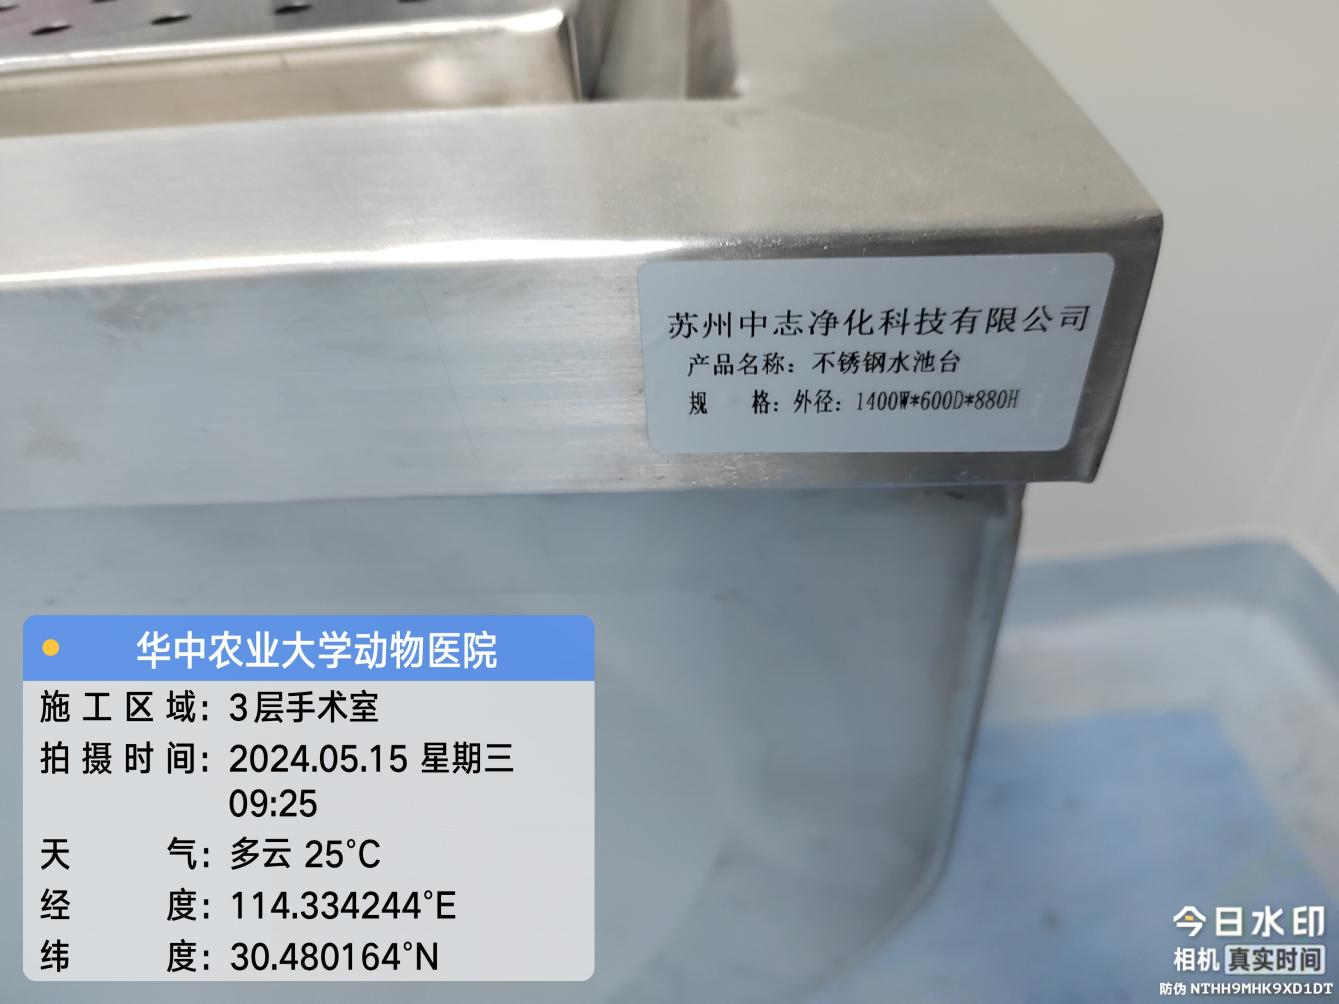 苏州中志净化科技有限公司
产品名称：不锈钢水池台
规 格：外径：1400W*600D*880H
华中农业大学动物医院
施工区域：3层手术室
拍摄时间：2024.05.15 星期三
09:25
天 气：多云 25℃
经 度：114.334244°E
纬 度：30.480164°N
今日水印
相机 真实时间
防伪 NTHH9MHK9XD1DT